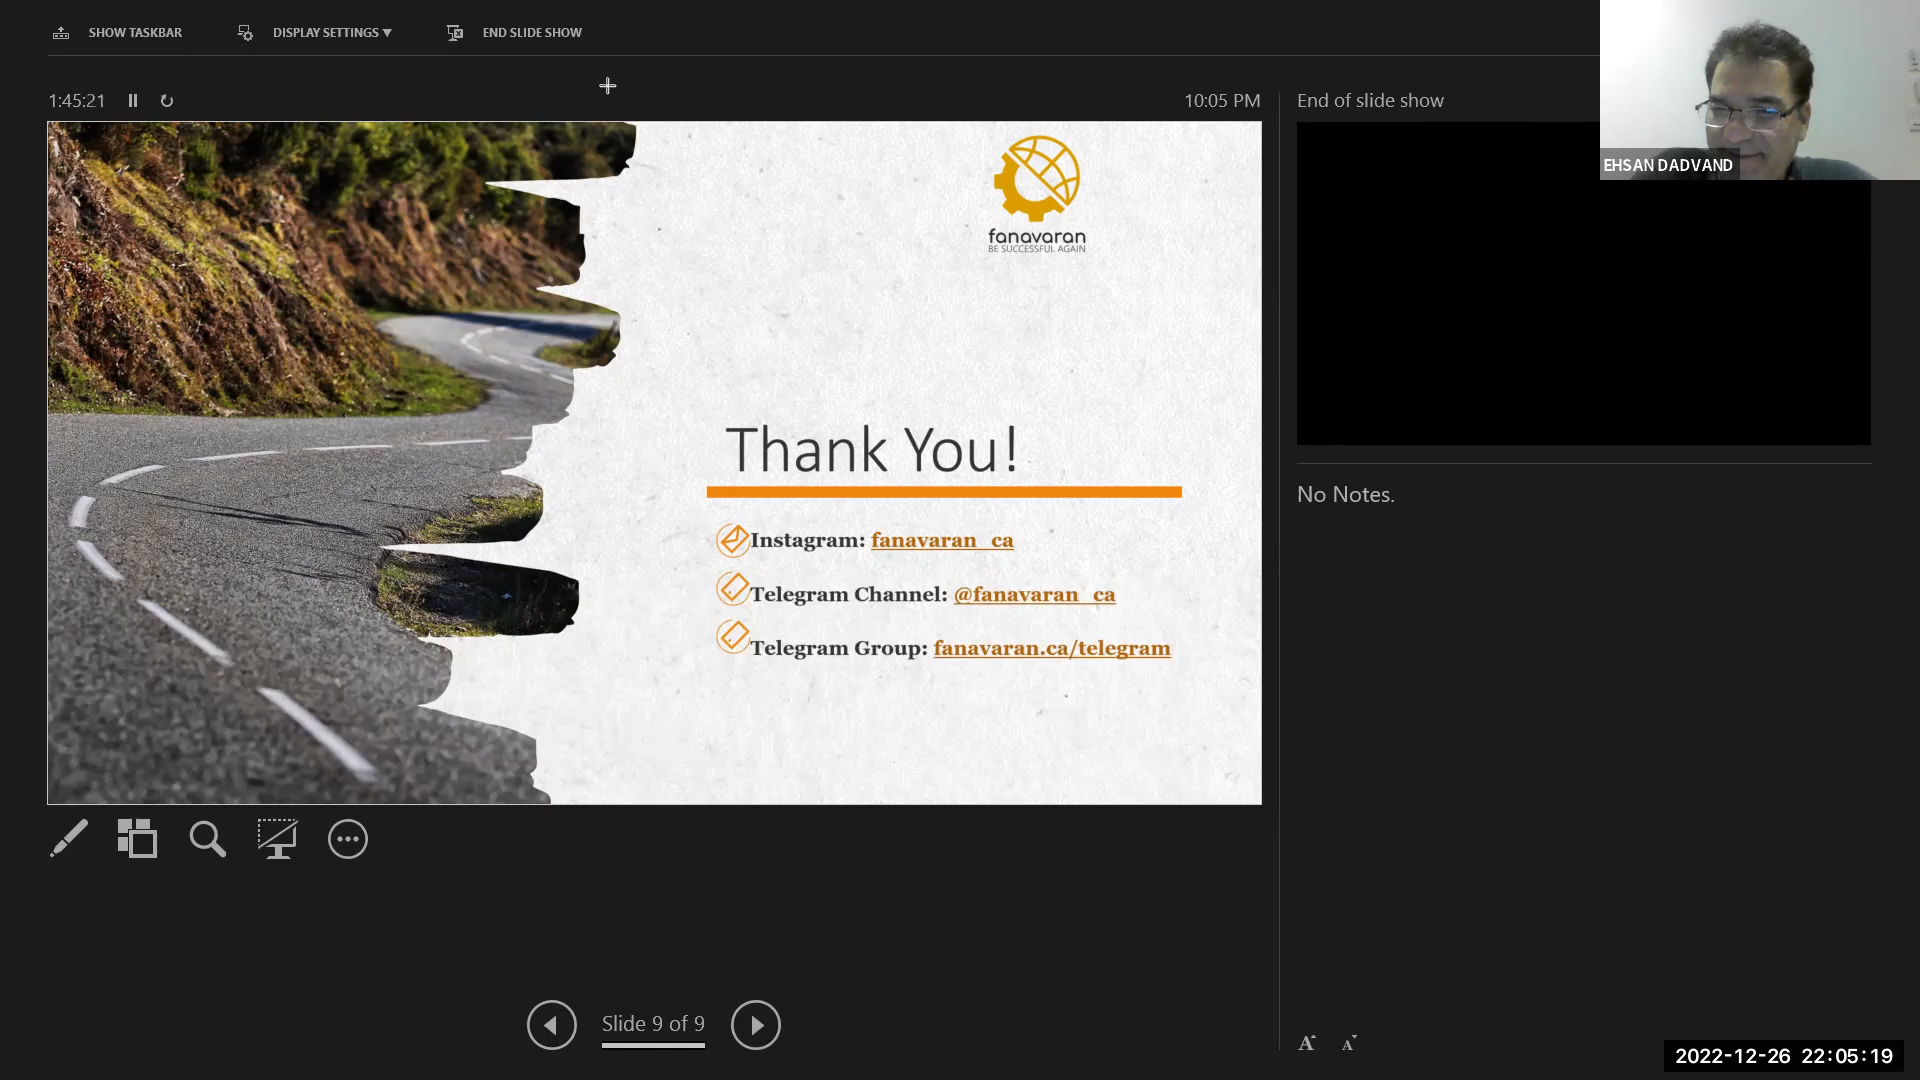 SHOW TASKBAR
DISPLAY SETTINGS ▼
END SLIDE SHOW
1:45:21
10:05 PM
End of slide show
EHSAN DADVAND
fanavaran
BE SUCCESSFUL AGAIN
Thank You!
Instagram: fanavaran_ca
Telegram Channel: @fanavaran_ca
Telegram Group: fanavaran.ca/telegram
No Notes.
Slide 9 of 9
A A
2022-12-26 22:05:19